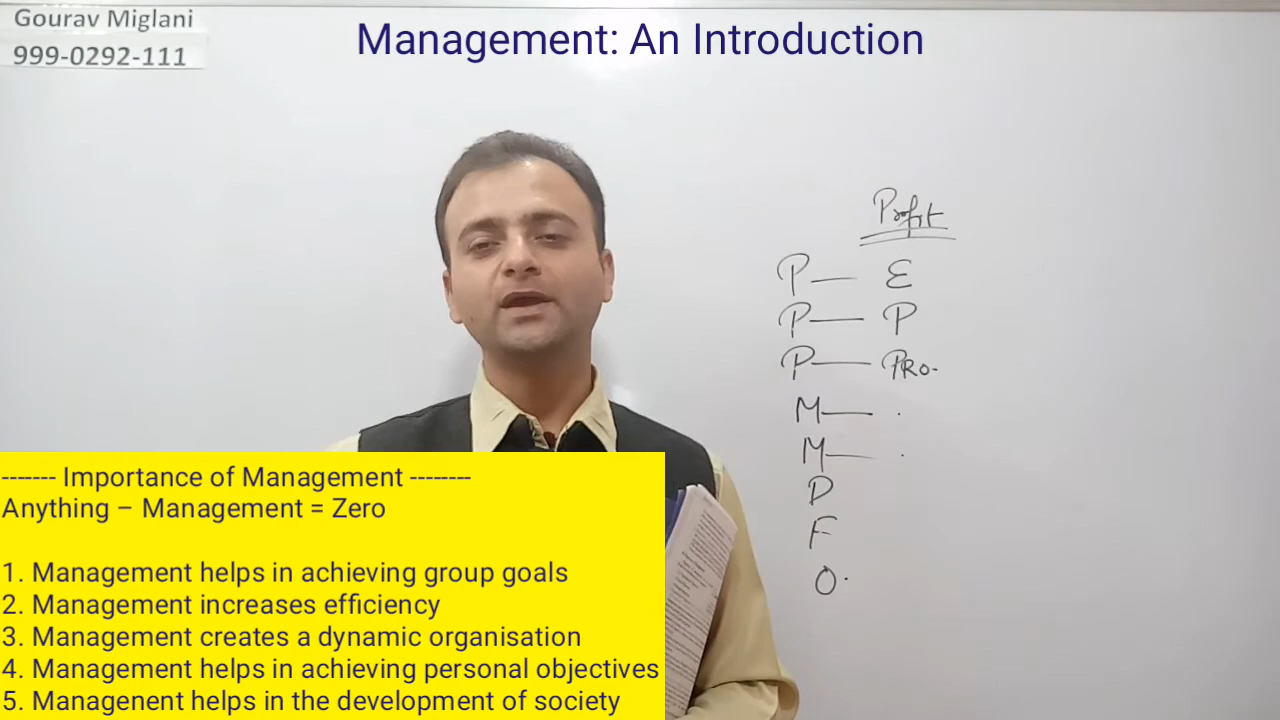 Gourav Miglani
999-0292-111
Management: An Introduction
Profit
P — E
P — P
P — PRO.
M — .
M — .
P
F
O.
------- Importance of Management --------
Anything – Management = Zero
1. Management helps in achieving group goals
2. Management increases efficiency
3. Management creates a dynamic organisation
4. Management helps in achieving personal objectives
5. Managenent helps in the development of society